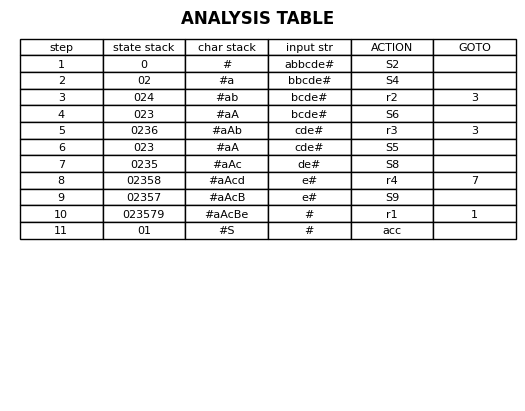 ANALYSIS TABLE
step state stack char stack input str ACTION GOTO
1 0 # abbcde# S2
2 02 #a bbcde# S4
3 024 #ab bcde# r2 3
4 023 #aA bcde# S6
5 0236 #aAb cde# r3 3
6 023 #aA cde# S5
7 0235 #aAc de# S8
8 02358 #aAcd e# r4 7
9 02357 #aAcB e# S9
10 023579 #aAcBe # r1 1
11 01 #S # acc